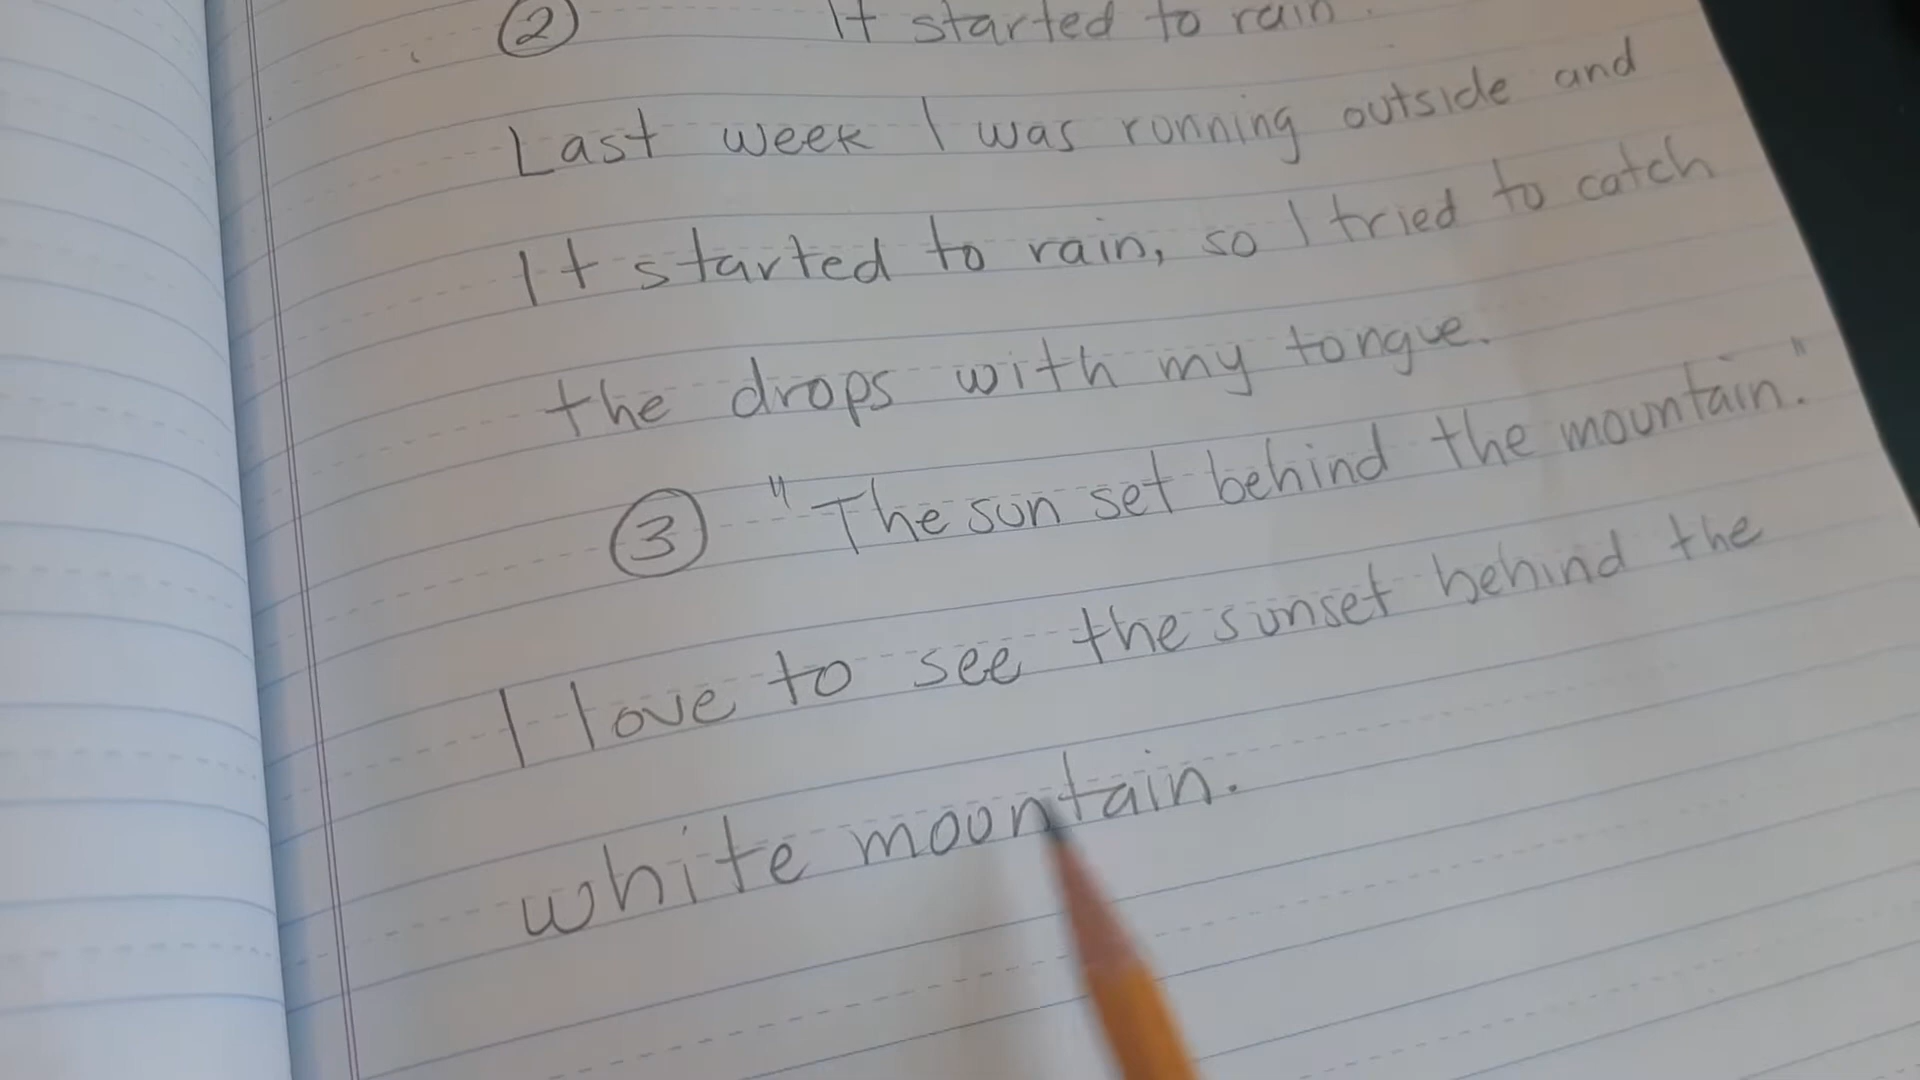 ② It started to rain.
Last week I was running outside and
It started to rain, so I tried to catch
the drops with my tongue.
③ "The sun set behind the mountain."
I love to see the sunset behind the
white mountain.